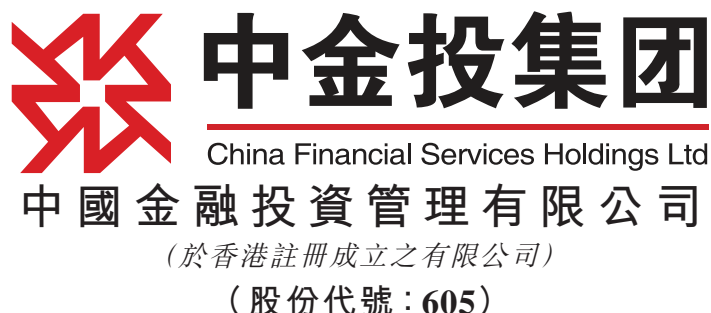 中金投集团
China Financial Services Holdings Ltd
中國金融投資管理有限公司
(於香港註冊成立之有限公司)
(股份代號：605)